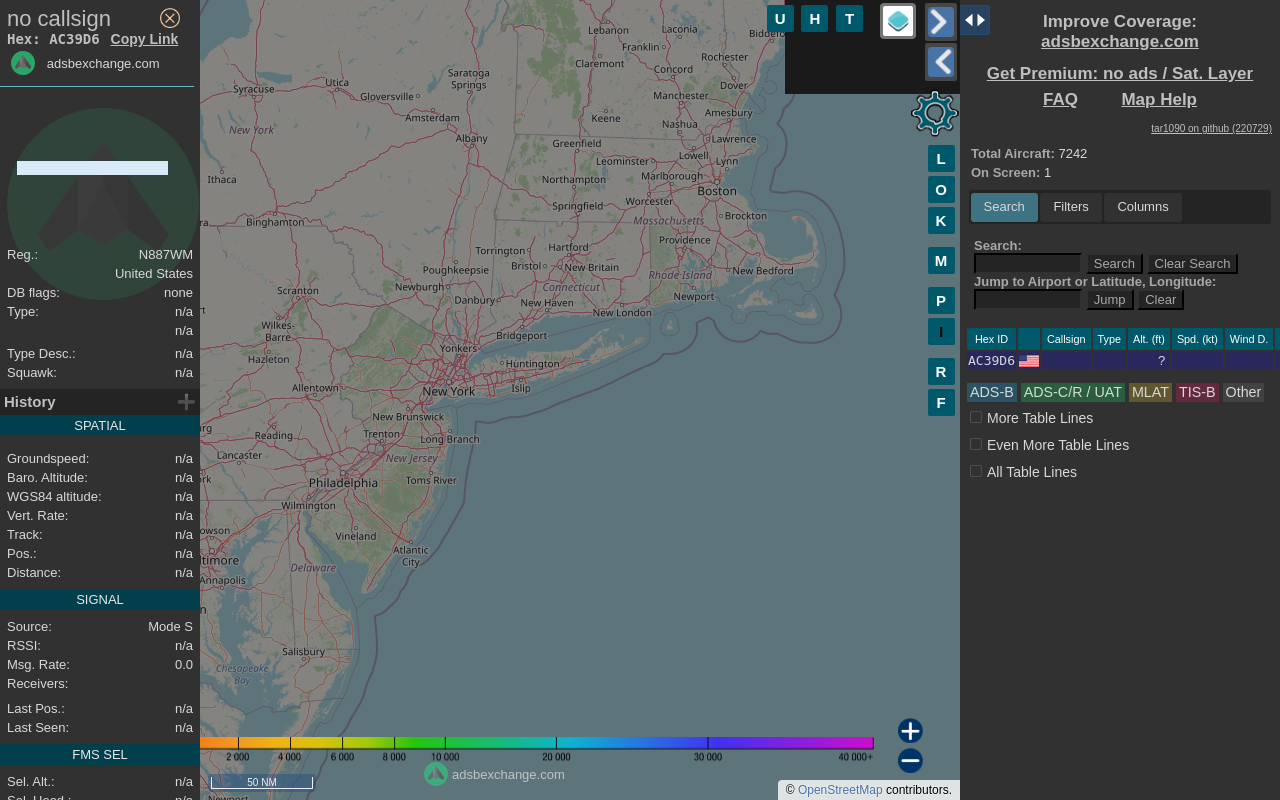 no callsign
Hex: AC39D6 Copy Link
adsbexchange.com
Reg.: N887WM
United States
DB flags: none
Type: n/a
n/a
Type Desc.: n/a
Squawk: n/a
History
SPATIAL
Groundspeed: n/a
Baro. Altitude: n/a
WGS84 altitude: n/a
Vert. Rate: n/a
Track: n/a
Pos.: n/a
Distance: n/a
SIGNAL
Source: Mode S
RSSI: n/a
Msg. Rate: 0.0
Receivers:
Last Pos.: n/a
Last Seen: n/a
FMS SEL
Sel. Alt.: n/a
Sel. Head.: n/a
U H T
L
O
K
M
P
I
R
F
Lebanon
Laconia
Franklin
Claremont
Rochester
Concord
Dover
Manchester
Amesbury
Keene
Nashua
Utica
Saratoga
Springs
Syracuse
Gloversville
Amsterdam
New York
Albany
Greenfield
Lawrence
Leominster
Lowell
Lynn
Ithaca
Northampton
Marlborough
Boston
Springfield
Worcester
Massachusetts
Brockton
Binghamton
Providence
Torrington
Hartford
Bristol
New Britain
Poughkeepsie
Rhode Island
New Bedford
Connecticut
Newburgh
Danbury
New Haven
Newport
Scranton
New London
Wilkes-
Barre
Bridgeport
Yonkers
Hazleton
Huntington
Allentown
New York
Islip
New Brunswick
Reading
Trenton
Long Branch
Lancaster
New Jersey
Philadelphia
Toms River
Wilmington
Vineland
Atlantic
City
Annapolis
Delaware
Salisbury
Chesapeake
Bay
2 000 4 000 6 000 8 000 10 000 20 000 30 000 40 000+
adsbexchange.com
50 NM
© OpenStreetMap contributors.
Improve Coverage:
adsbexchange.com
Get Premium: no ads / Sat. Layer
FAQ Map Help
tar1090 on github (220729)
Total Aircraft: 7242
On Screen: 1
Search Filters Columns
Search:
Search Clear Search
Jump to Airport or Latitude, Longitude:
Jump Clear
Hex ID Callsign Type Alt. (ft) Spd. (kt) Wind D.
AC39D6 ?
ADS-B ADS-C/R / UAT MLAT TIS-B Other
More Table Lines
Even More Table Lines
All Table Lines